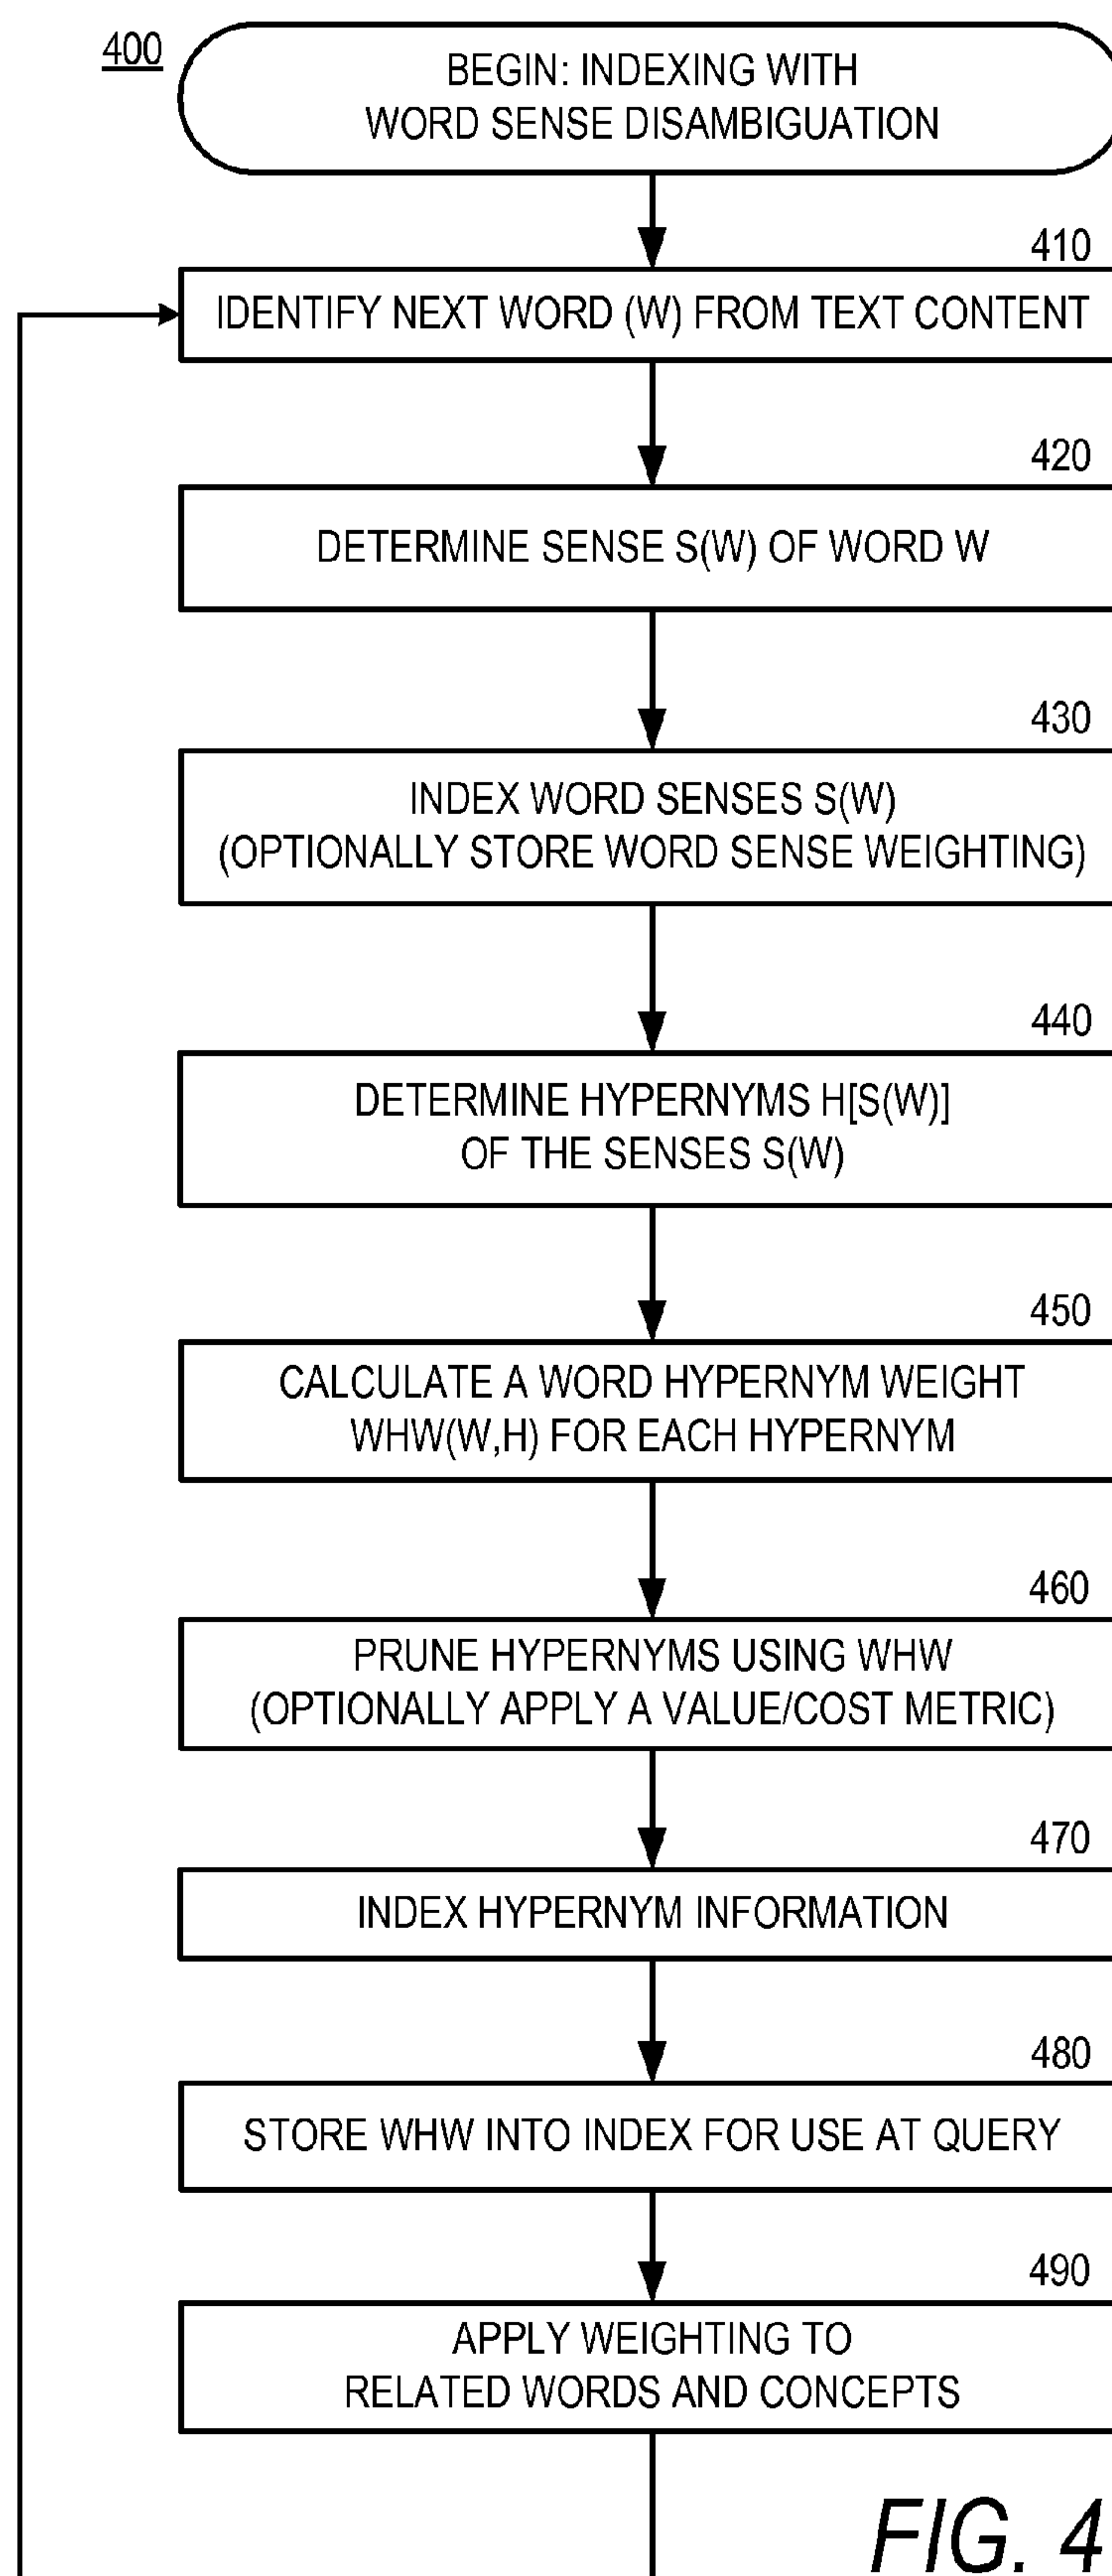 400
BEGIN: INDEXING WITH
WORD SENSE DISAMBIGUATION
410
IDENTIFY NEXT WORD (W) FROM TEXT CONTENT
420
DETERMINE SENSE S(W) OF WORD W
430
INDEX WORD SENSES S(W)
(OPTIONALLY STORE WORD SENSE WEIGHTING)
440
DETERMINE HYPERNYMS H[S(W)]
OF THE SENSES S(W)
450
CALCULATE A WORD HYPERNYM WEIGHT
WHW(W,H) FOR EACH HYPERNYM
460
PRUNE HYPERNYMS USING WHW
(OPTIONALLY APPLY A VALUE/COST METRIC)
470
INDEX HYPERNYM INFORMATION
480
STORE WHW INTO INDEX FOR USE AT QUERY
490
APPLY WEIGHTING TO
RELATED WORDS AND CONCEPTS
FIG. 4